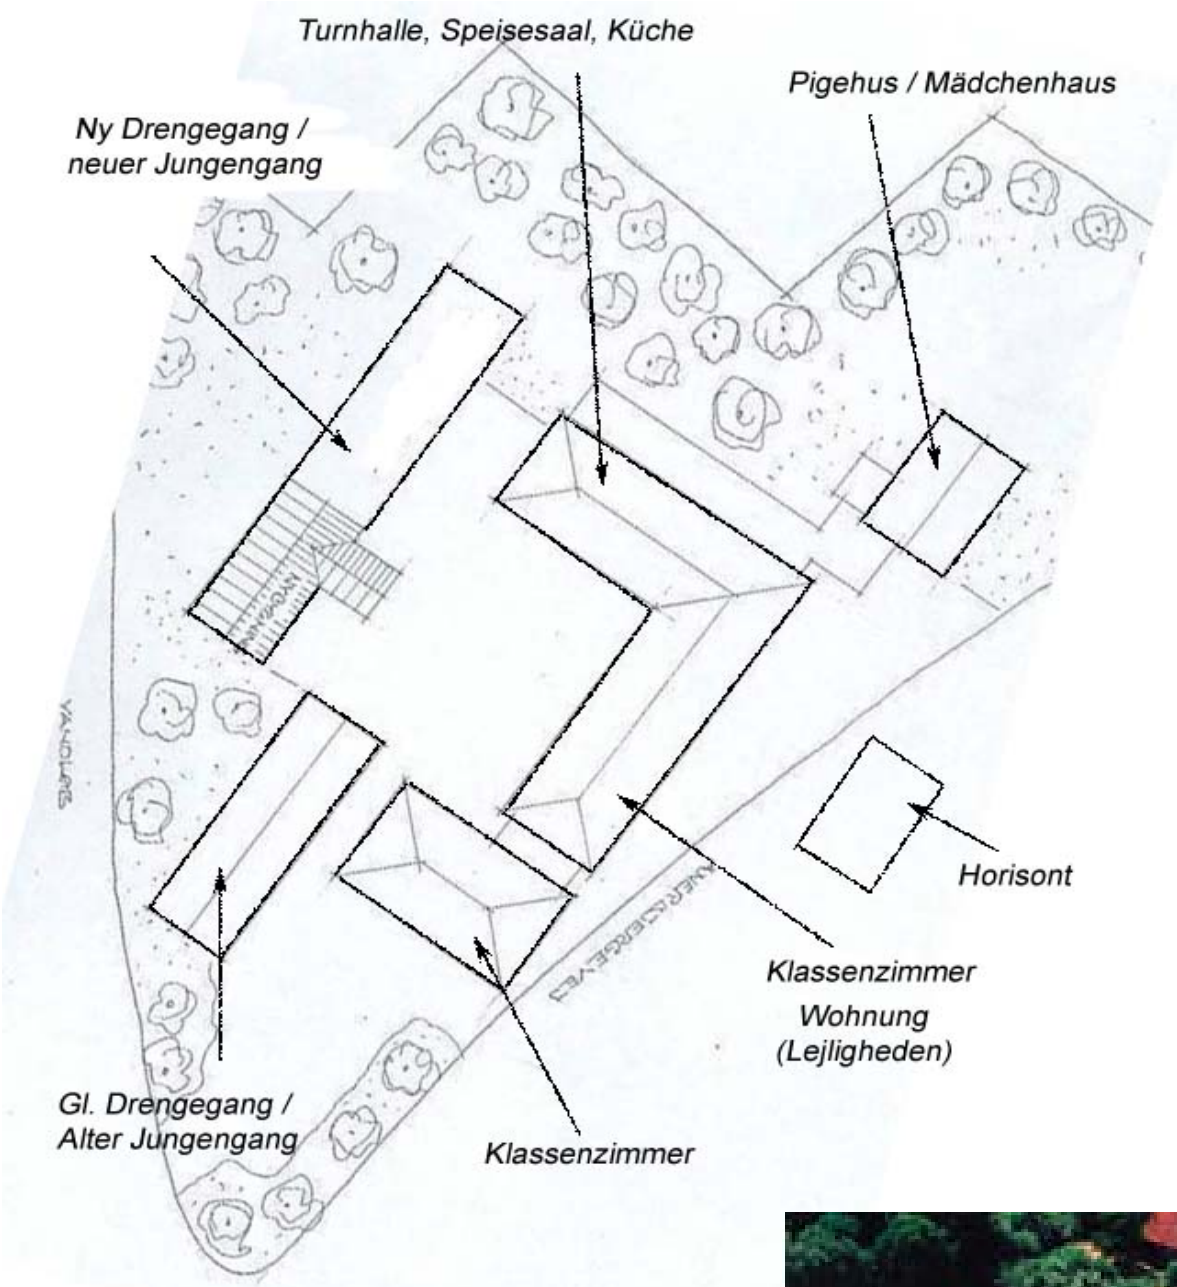 Turnhalle, Speisesaal, Küche
Pigehus / Mädchenhaus
Ny Drengegang /
neuer Jungengang
Horisont
Klassenzimmer
Wohnung
(Lejligheden)
Gl. Drengegang /
Alter Jungengang
Klassenzimmer